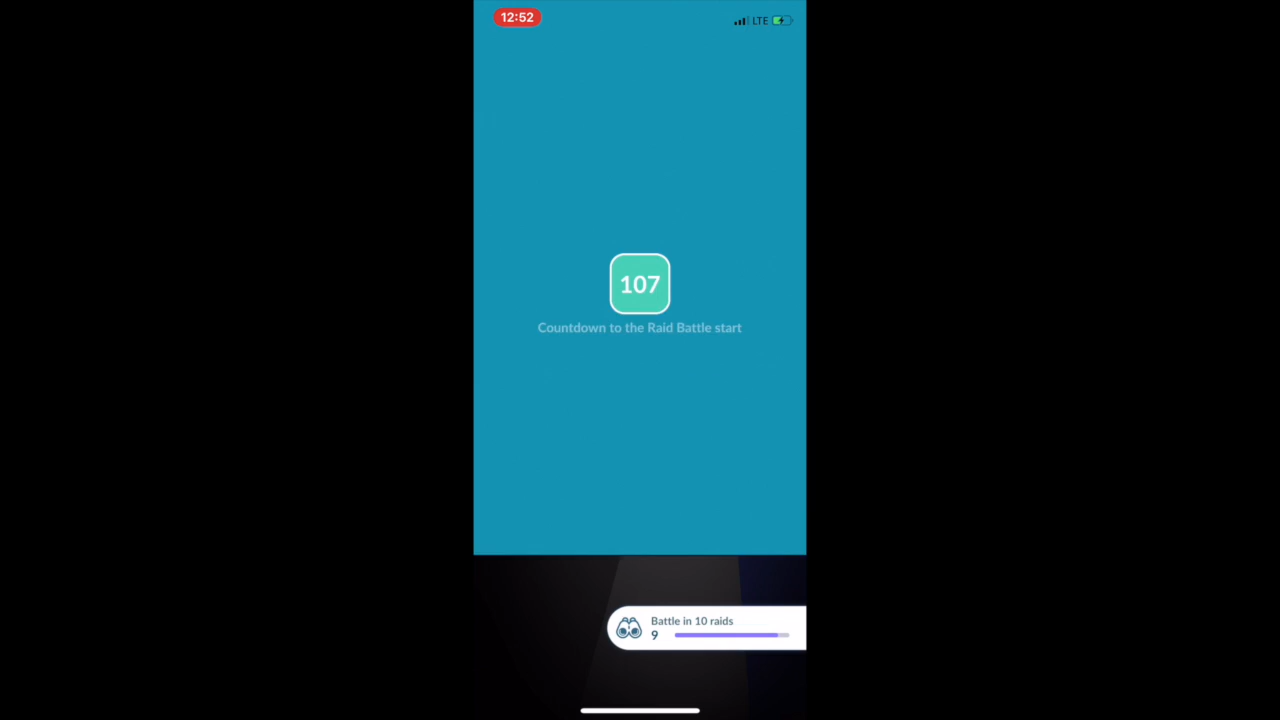 12:52
LTE
107
Countdown to the Raid Battle start
Battle in 10 raids
9